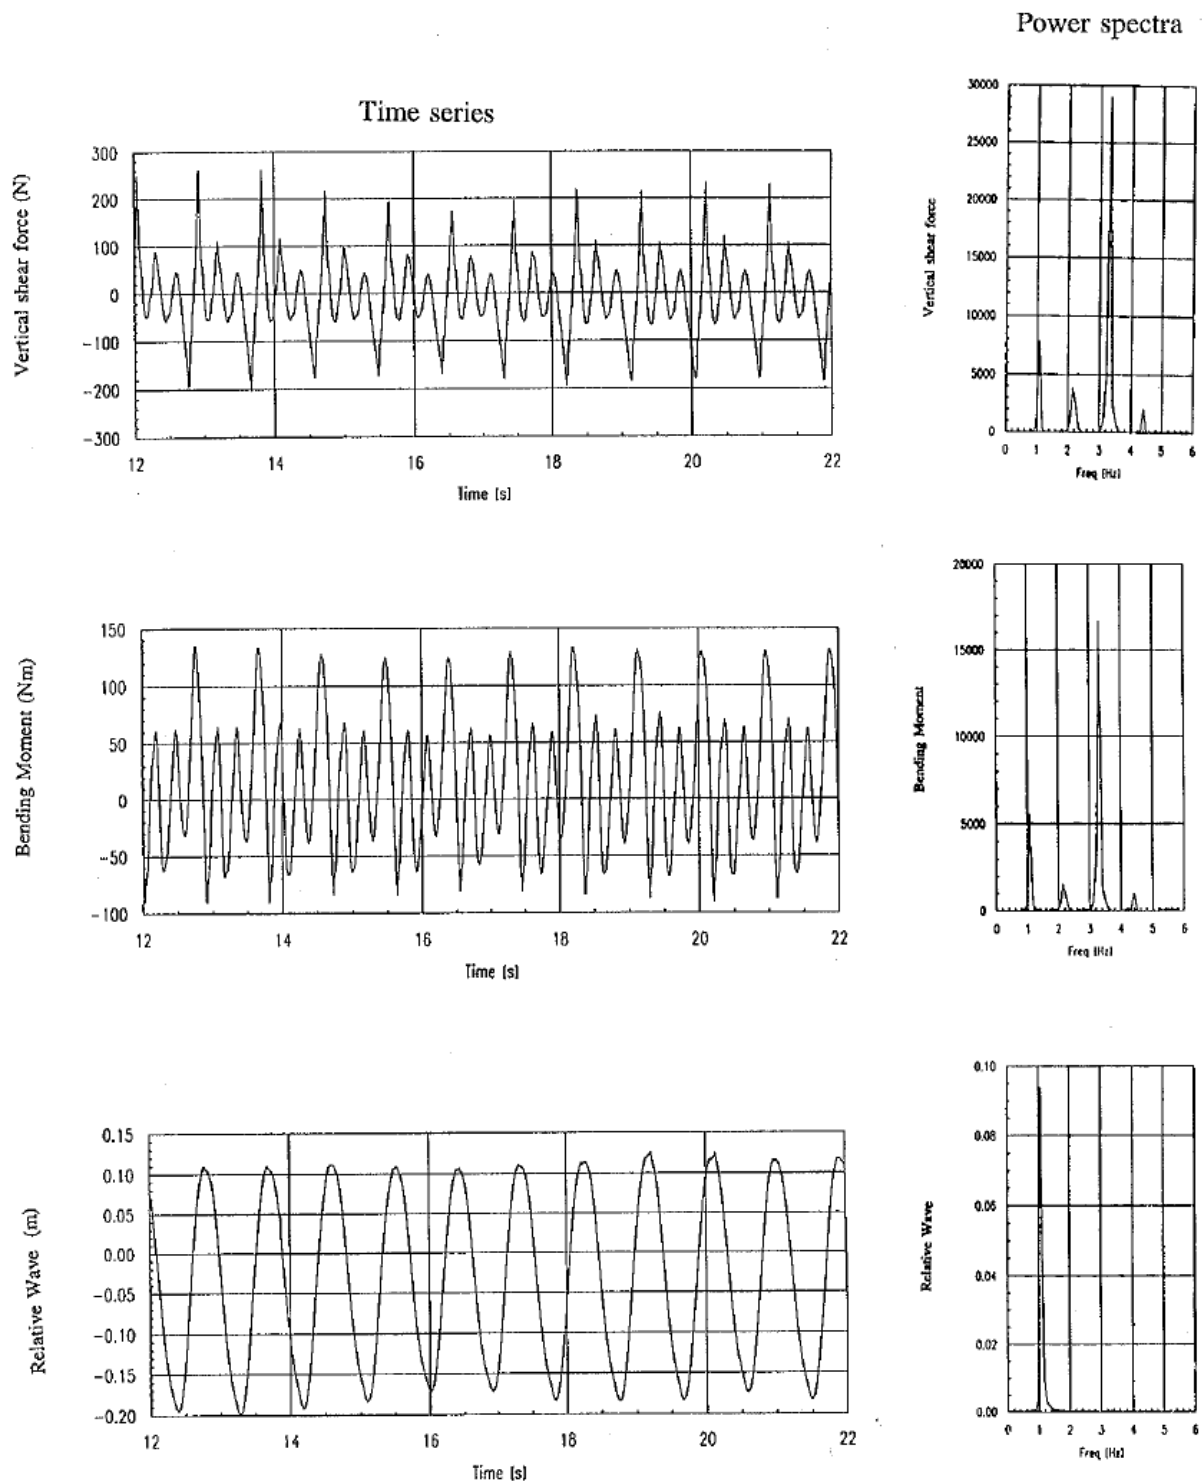 Power spectra
Time series
Vertical shear force (N)
300
200
100
0
-100
-200
-300
12 14 16 18 20 22
Time [s]
Vertical shear force
30000
25000
20000
15000
10000
5000
0
0 1 2 3 4 5 6
Freq [Hz]
Bending Moment (Nm)
150
100
50
0
-50
-100
12 14 16 18 20 22
Time [s]
Bending Moment
20000
15000
10000
5000
0
0 1 2 3 4 5 6
Freq [Hz]
Relative Wave (m)
0.15
0.10
0.05
0.00
-0.05
-0.10
-0.15
-0.20
12 14 16 18 20 22
Time [s]
Relative Wave
0.10
0.08
0.06
0.04
0.02
0.00
0 1 2 3 4 5 6
Freq [Hz]